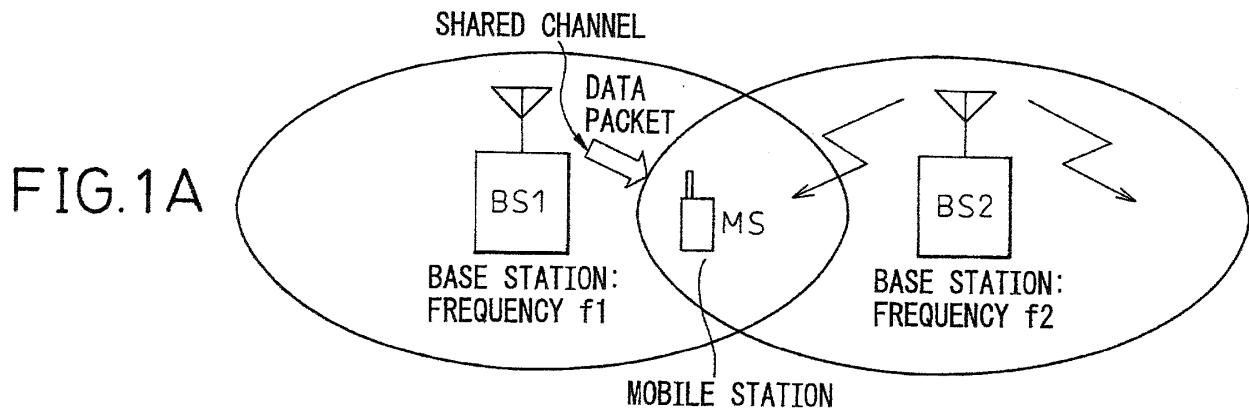 SHARED CHANNEL
DATA
PACKET
FIG.1A
BS1
MS
BS2
BASE STATION:
FREQUENCY f1
BASE STATION:
FREQUENCY f2
MOBILE STATION